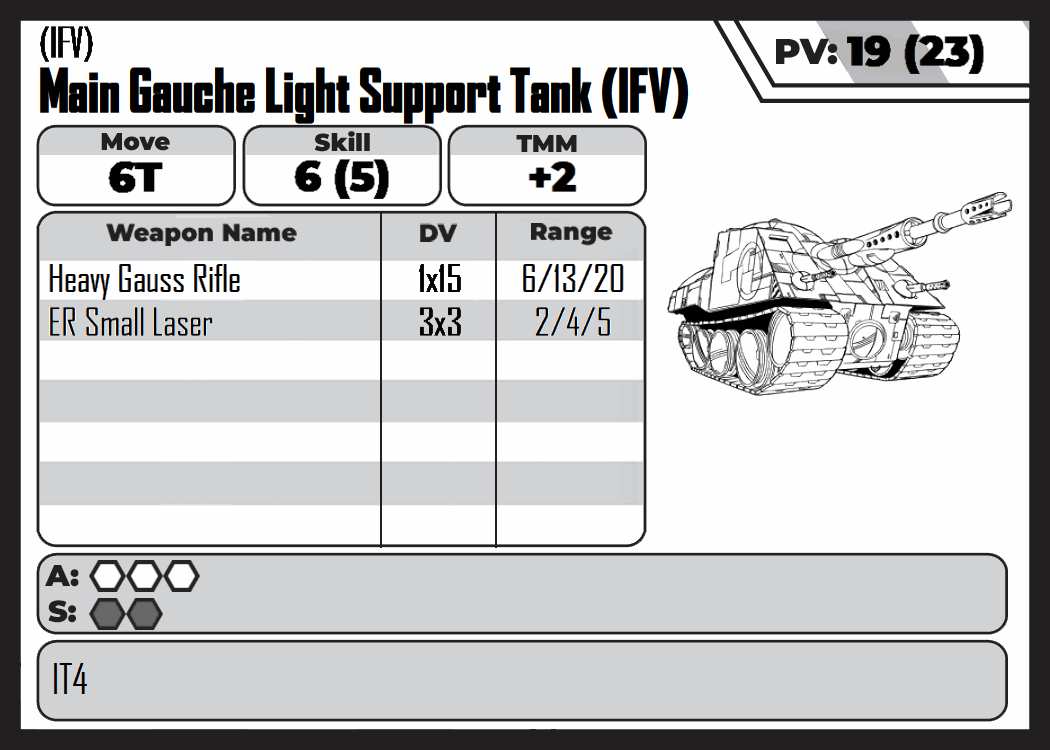 (IFV)
Main Gauche Light Support Tank (IFV)
PV: 19 (23)
Move
6T
Skill
6 (5)
TMM
+2
Weapon Name DV Range
Heavy Gauss Rifle 1x15 6/13/20
ER Small Laser 3x3 2/4/5
A:
S:
IT4